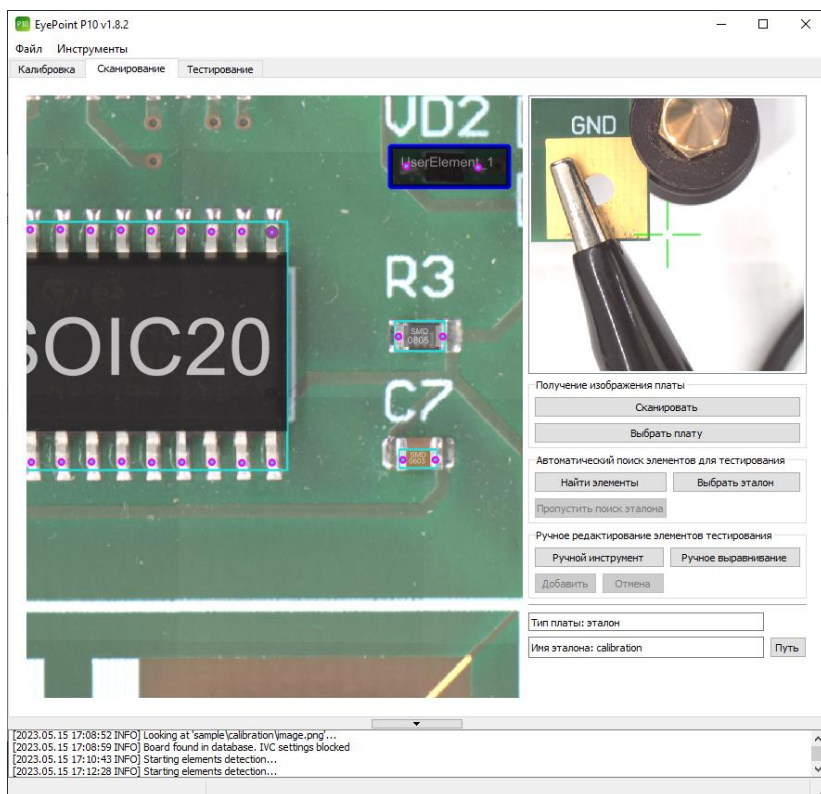 EyePoint P10 v1.8.2
Файл Инструменты
Калибровка Сканирование Тестирование
VD2
UserElement_1
GND
R3
SOIC20
SMD
0805
C7
SMD
0603
Получение изображения платы
Сканировать
Выбрать плату
Автоматический поиск элементов для тестирования
Найти элементы Выбрать эталон
Пропустить поиск эталона
Ручное редактирование элементов тестирования
Ручной инструмент Ручное выравнивание
Добавить Отмена
Тип платы: эталон
Имя эталона: calibration Путь
[2023.05.15 17:08:52 INFO] Looking at 'sample\calibration\image.png'...
[2023.05.15 17:08:59 INFO] Board found in database. IVC settings blocked
[2023.05.15 17:10:43 INFO] Starting elements detection...
[2023.05.15 17:12:28 INFO] Starting elements detection...